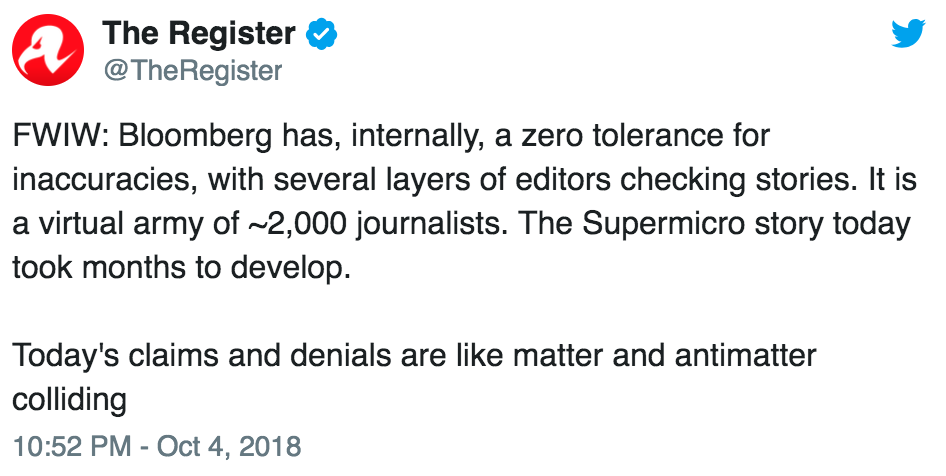 The Register
@TheRegister
FWIW: Bloomberg has, internally, a zero tolerance for
inaccuracies, with several layers of editors checking stories. It is
a virtual army of ~2,000 journalists. The Supermicro story today
took months to develop.
Today's claims and denials are like matter and antimatter
colliding
10:52 PM - Oct 4, 2018